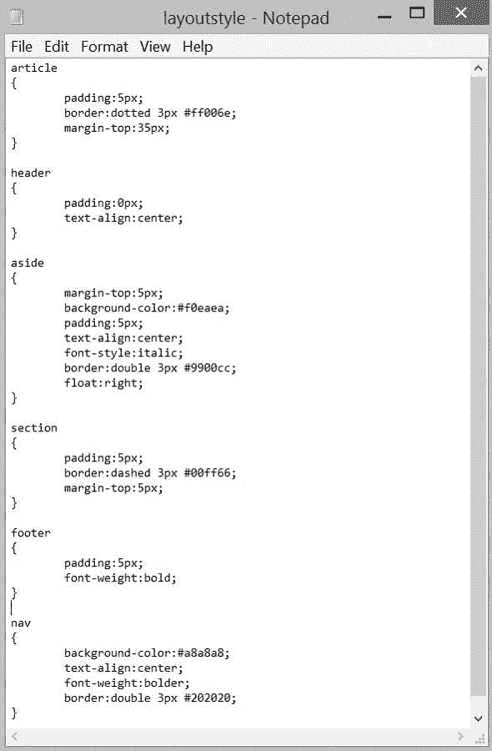 layoutstyle - Notepad
File Edit Format View Help
article
{
padding:5px;
border:dotted 3px #ff006e;
margin-top:35px;
}
header
{
padding:0px;
text-align:center;
}
aside
{
margin-top:5px;
background-color:#f0eaea;
padding:5px;
text-align:center;
font-style:italic;
border:double 3px #9900cc;
float:right;
}
section
{
padding:5px;
border:dashed 3px #00ff66;
margin-top:5px;
}
footer
{
padding:5px;
font-weight:bold;
}
nav
{
background-color:#a8a8a8;
text-align:center;
font-weight:bolder;
border:double 3px #202020;
}